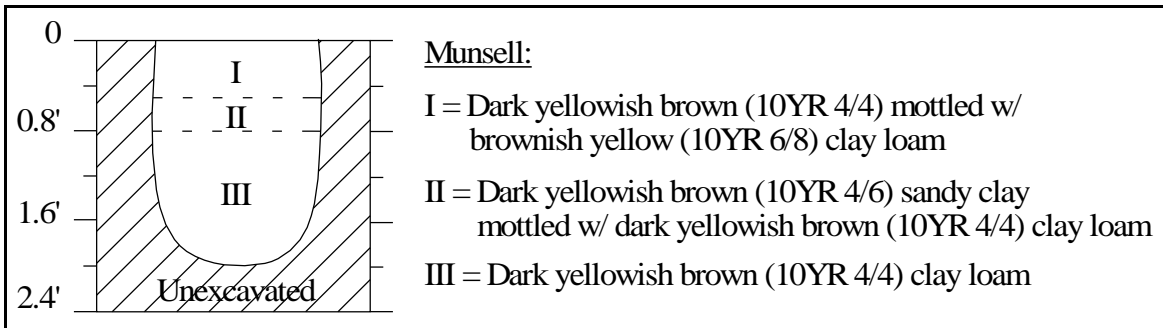 0
0.8'
1.6'
2.4'
I
II
III
Unexcavated
Munsell:
I = Dark yellowish brown (10YR 4/4) mottled w/
brownish yellow (10YR 6/8) clay loam
II = Dark yellowish brown (10YR 4/6) sandy clay
mottled w/ dark yellowish brown (10YR 4/4) clay loam
III = Dark yellowish brown (10YR 4/4) clay loam